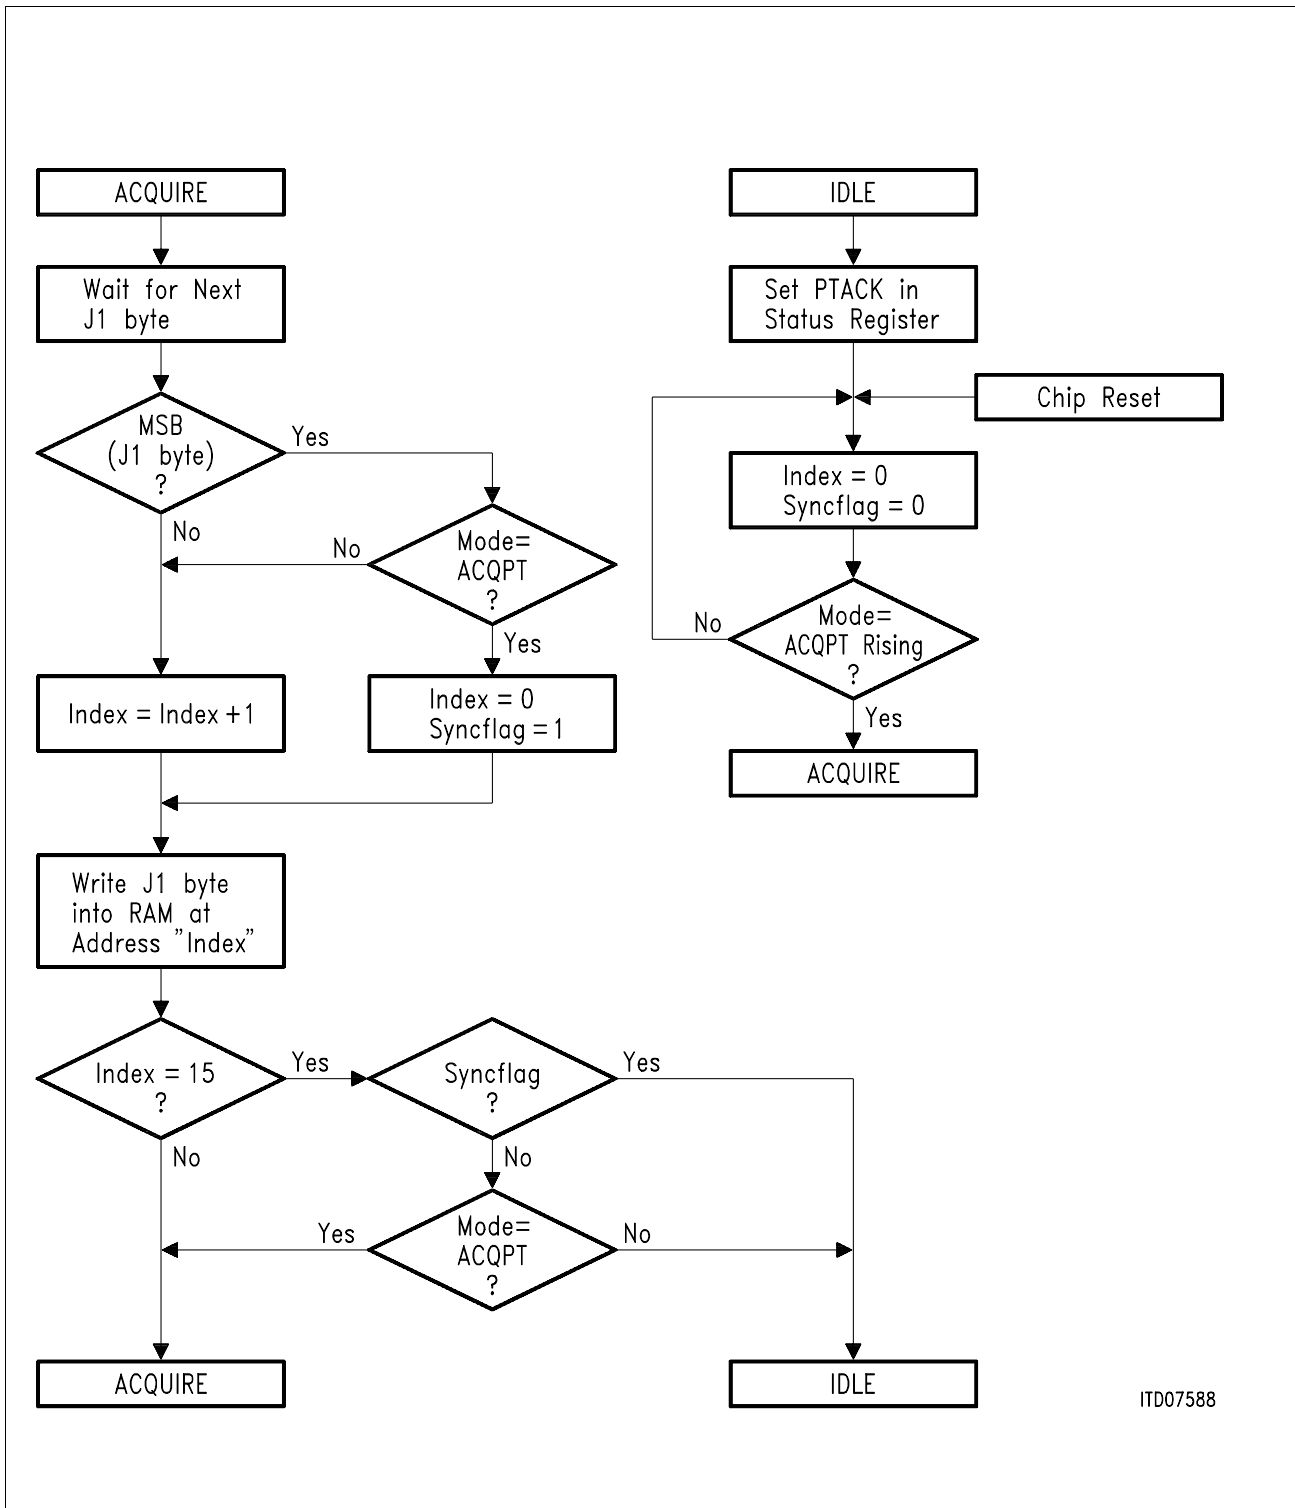 ACQUIRE
Wait for Next
J1 byte
MSB
(J1 byte)
?
Yes
No
Mode=
ACQPT
?
No
Yes
Index = Index +1
Index = 0
Syncflag = 1
Write J1 byte
into RAM at
Address "Index"
Index = 15
?
Yes
No
Syncflag
?
Yes
No
Mode=
ACQPT
?
Yes
No
ACQUIRE
IDLE
IDLE
Set PTACK in
Status Register
Chip Reset
Index = 0
Syncflag = 0
Mode=
ACQPT Rising
?
No
Yes
ACQUIRE
ITD07588